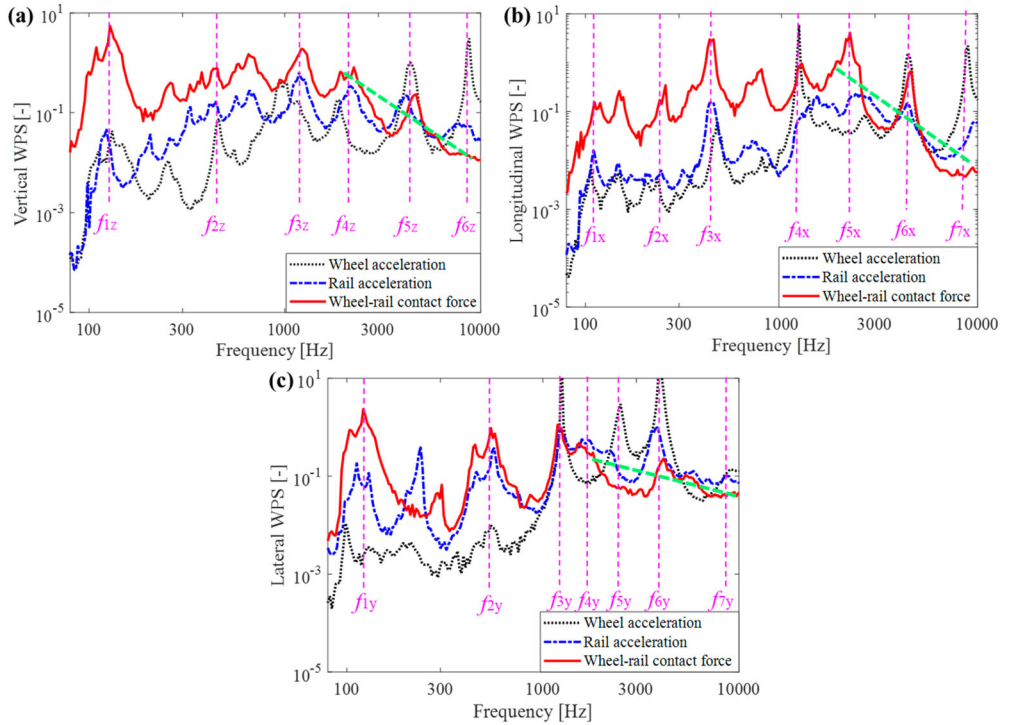 (a)
Vertical WPS [-]
10^1
10^-1
10^-3
10^-5
f1z f2z f3z f4z f5z f6z
Wheel acceleration
Rail acceleration
Wheel-rail contact force
100 300 1000 3000 10000
Frequency [Hz]
(b)
Longitudinal WPS [-]
10^1
10^-1
10^-3
10^-5
f1x f2x f3x f4x f5x f6x f7x
Wheel acceleration
Rail acceleration
Wheel-rail contact force
100 300 1000 3000 10000
Frequency [Hz]
(c)
Lateral WPS [-]
10^1
10^-1
10^-3
10^-5
f1y f2y f3y f4y f5y f6y f7y
Wheel acceleration
Rail acceleration
Wheel-rail contact force
100 300 1000 3000 10000
Frequency [Hz]